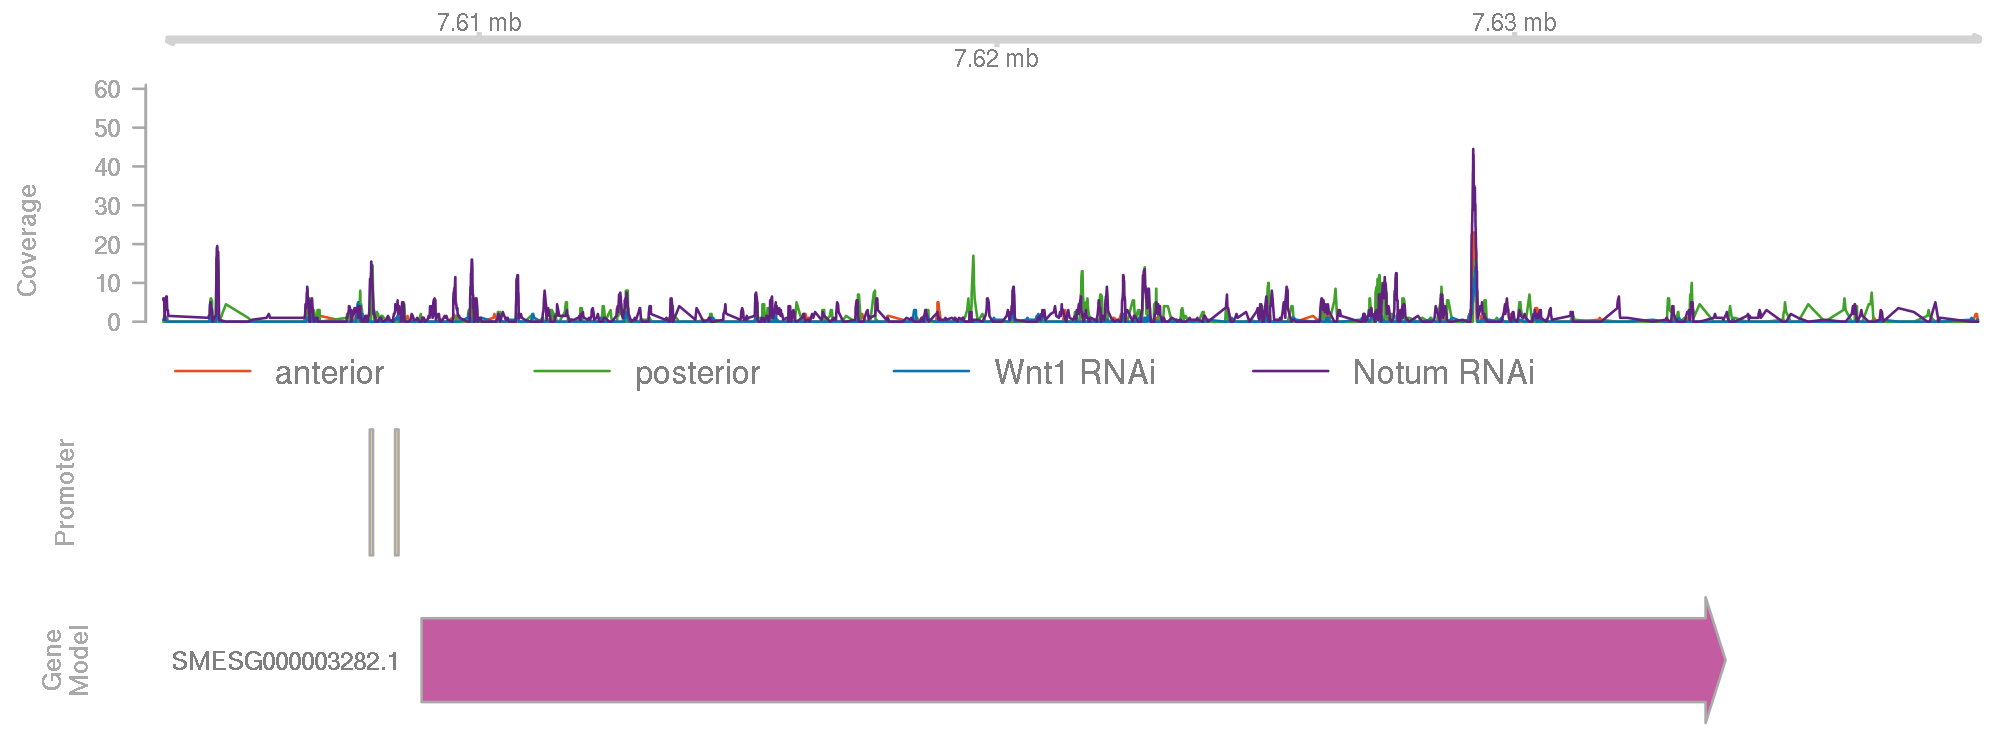 7.61 mb
7.63 mb
7.62 mb
60
50
40
30
20
10
0
Coverage
anterior posterior Wnt1 RNAi Notum RNAi
Promoter
SMESG000003282.1
Gene
Model